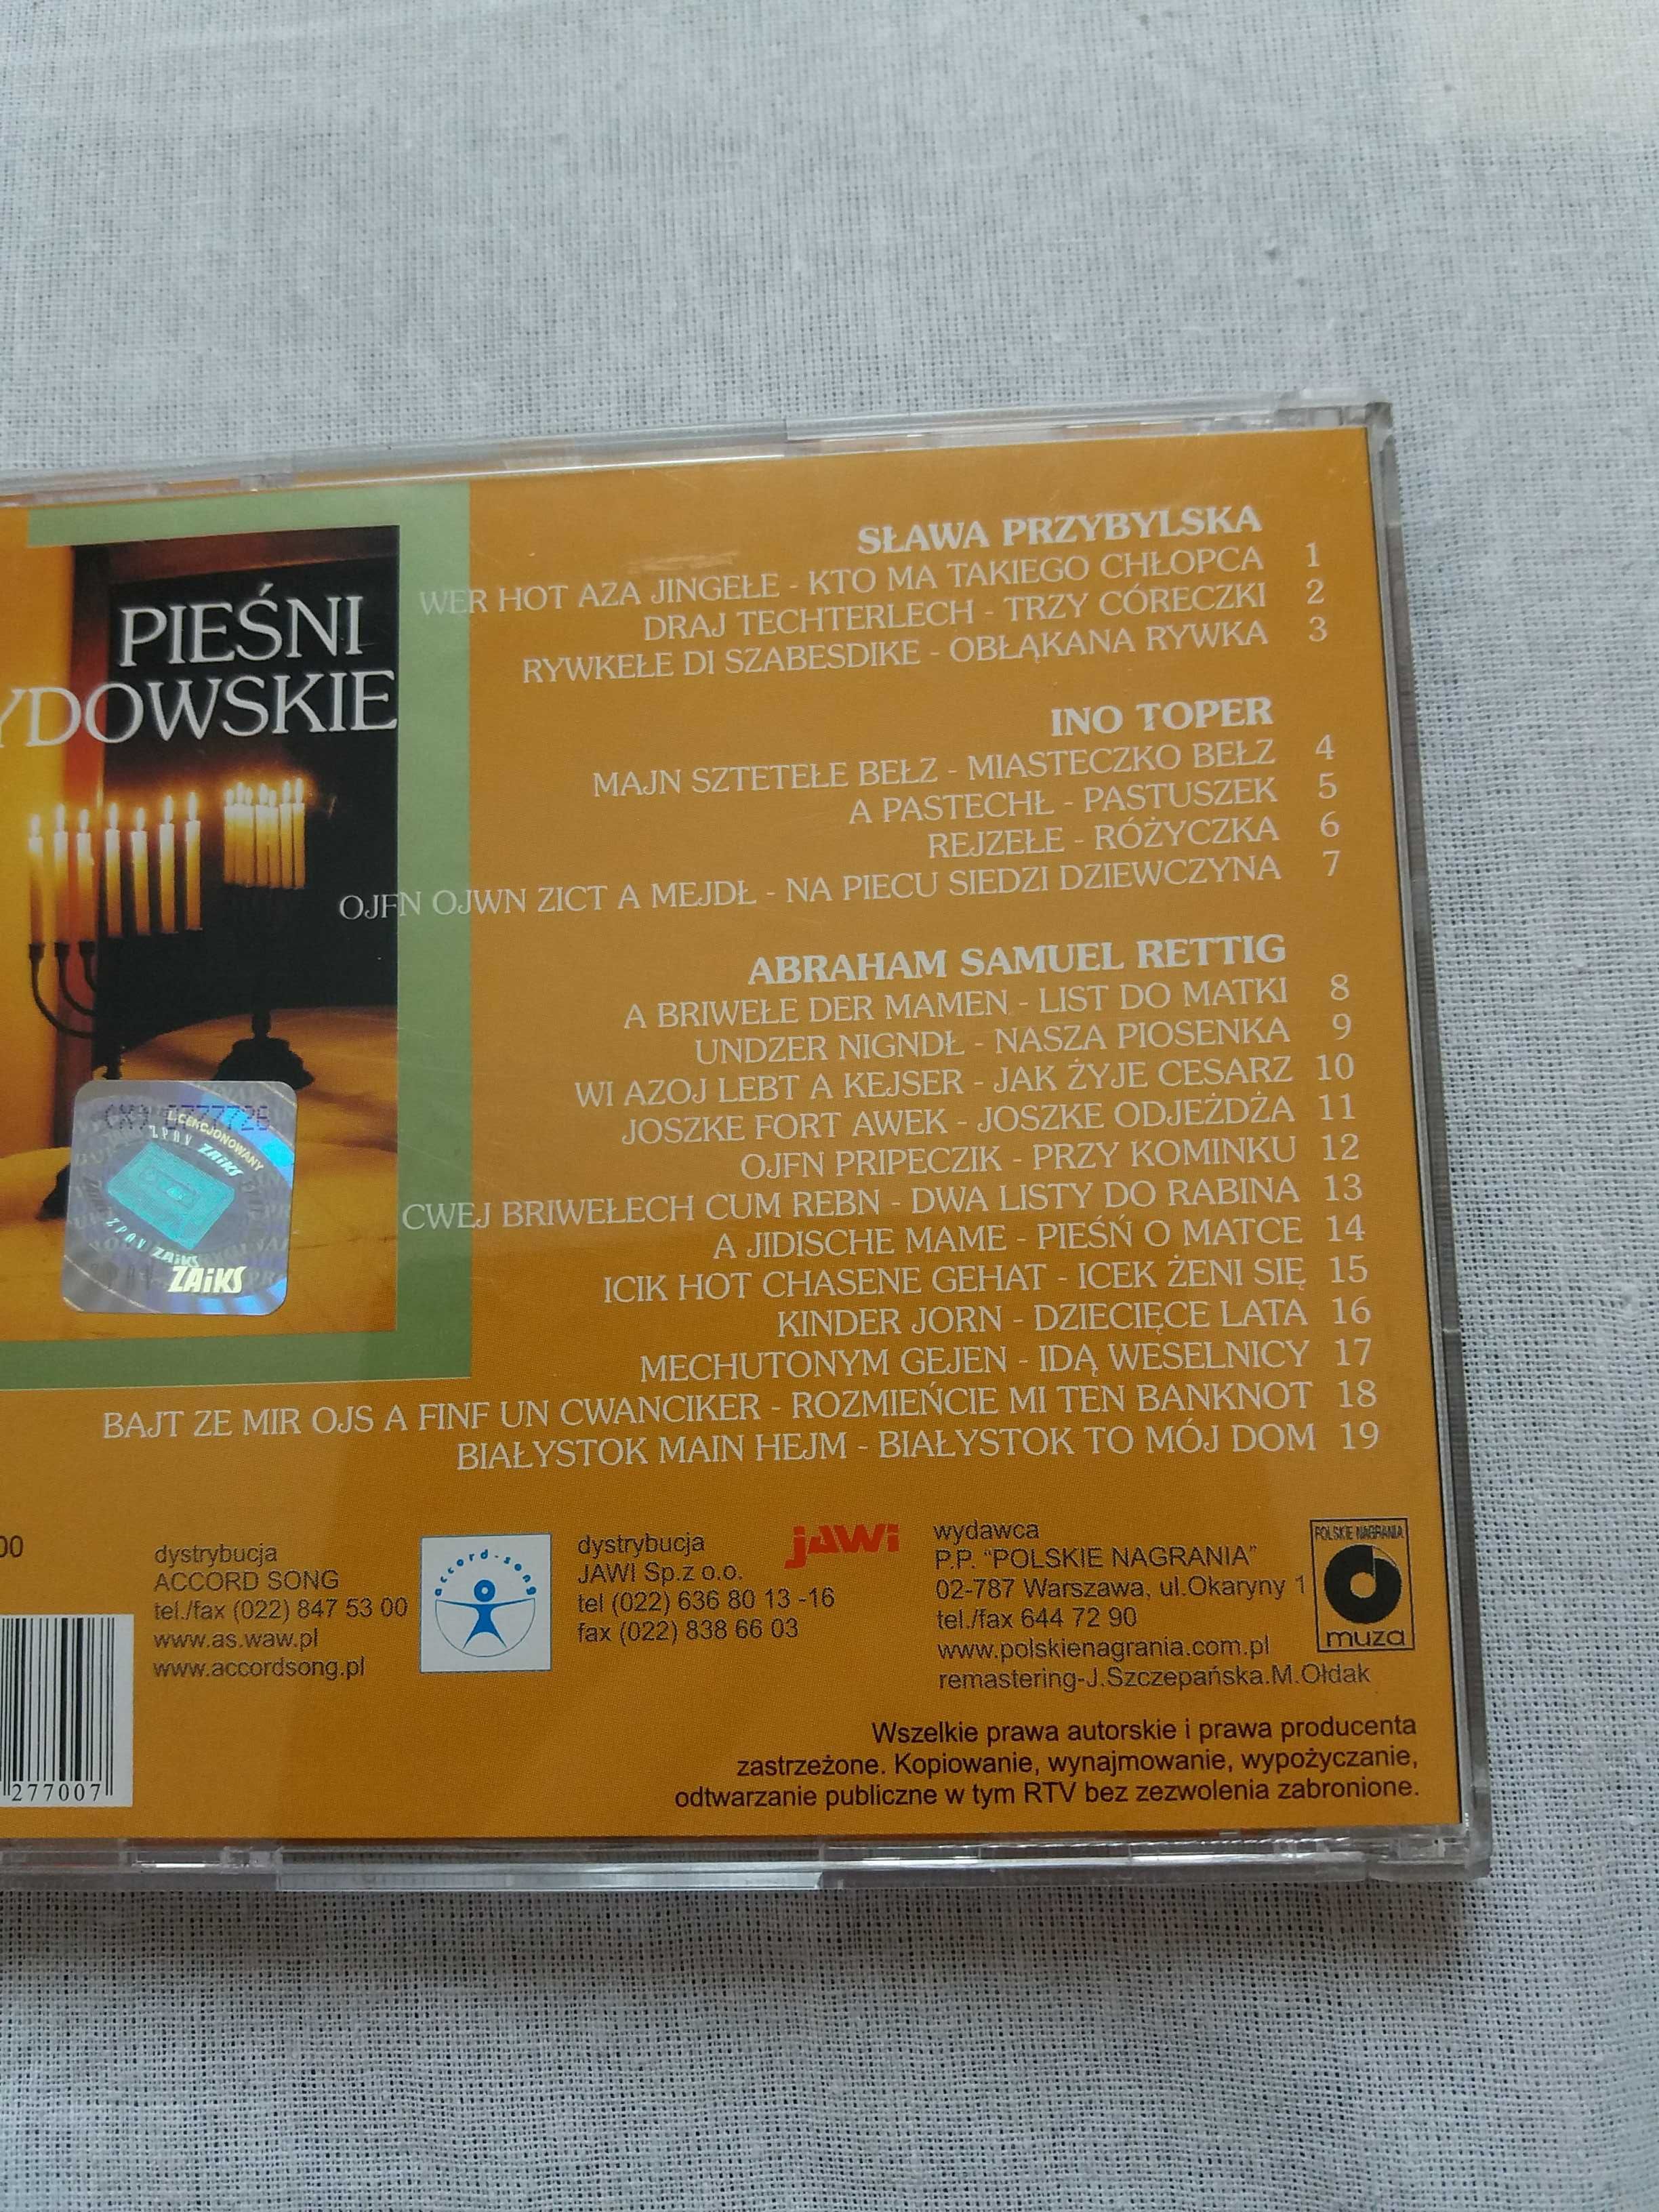 PIEŚNI
YDOWSKIE
SŁAWA PRZYBYLSKA
WER HOT AZA JINGEŁE - KTO MA TAKIEGO CHŁOPCA 1
DRAJ TECHTERLECH - TRZY CÓRECZKI 2
RYWKEŁE DI SZABESDIKE - OBŁĄKANA RYWKA 3
INO TOPER
MAJN SZTETEŁE BEŁZ - MIASTECZKO BEŁZ 4
A PASTECHŁ - PASTUSZEK 5
REJZEŁE - RÓŻYCZKA 6
OJFN OJWN ZICT A MEJDŁ - NA PIECU SIEDZI DZIEWCZYNA 7
ABRAHAM SAMUEL RETTIG
A BRIWEŁE DER MAMEN - LIST DO MATKI 8
UNDZER NIGNDŁ - NASZA PIOSENKA 9
WI AZOJ LEBT A KEJSER - JAK ŻYJE CESARZ 10
JOSZKE FORT AWEK - JOSZKE ODJEŻDŻA 11
OJFN PRIPECZIK - PRZY KOMINKU 12
CWEJ BRIWEŁECH CUM REBN - DWA LISTY DO RABINA 13
A JIDISCHE MAME - PIEŚŃ O MATCE 14
ICIK HOT CHASENE GEHAT - ICEK ŻENI SIĘ 15
KINDER JORN - DZIECIĘCE LATA 16
MECHUTONYM GEJEN - IDĄ WESELNICY 17
BAJT ZE MIR OJS A FINF UN CWANCIKER - ROZMIEŃCIE MI TEN BANKNOT 18
BIAŁYSTOK MAIN HEJM - BIAŁYSTOK TO MÓJ DOM 19
LICENCJONOWANY
ZPAV ZAiKS
ZPAV ZAiKS
ZAiKS
00
dystrybucja
ACCORD SONG
tel./fax (022) 847 53 00
www.as.waw.pl
www.accordsong.pl
accord-song
dystrybucja
JAWI Sp.z o.o.
tel (022) 636 80 13 -16
fax (022) 838 66 03
jAWi
wydawca
P.P. “POLSKIE NAGRANIA”
02-787 Warszawa, ul.Okaryny 1
tel./fax 644 72 90
www.polskienagrania.com.pl
remastering-J.Szczepańska.M.Ołdak
POLSKIE NAGRANIA
muza
277007
Wszelkie prawa autorskie i prawa producenta
zastrzeżone. Kopiowanie, wynajmowanie, wypożyczanie,
odtwarzanie publiczne w tym RTV bez zezwolenia zabronione.